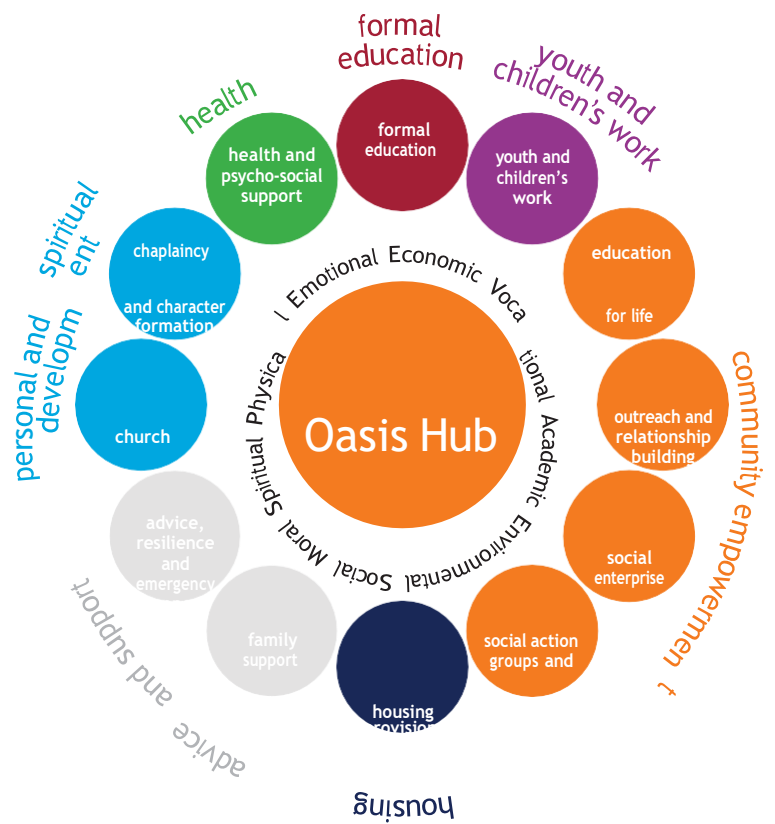 formal
education
youth and
children's work
health
spiritual
ent
personal and
developm
community empowermen t
advice and support
housing
formal
education
youth and
children's
work
education
for life
outreach and
relationship
building
social
enterprise
social action
groups and
housing
family
support
advice,
resilience
and
emergency
church
chaplaincy
and character
formation
health and
psycho-social
support
l Emotional Economic Voca
tional Academic Environmental Social Moral Spiritual Physica
Oasis Hub